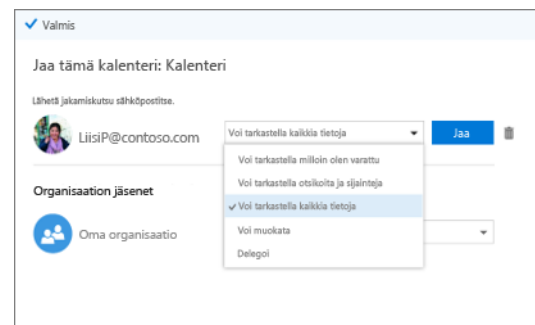 Valmis
Jaa tämä kalenteri: Kalenteri
Lähetä jakamiskutsu sähköpostitse.
LiisiP@contoso.com
Voi tarkastella kaikkia tietoja
Jaa
Voi tarkastella milloin olen varattu
Voi tarkastella otsikoita ja sijainteja
Organisaation jäsenet
Voi tarkastella kaikkia tietoja
Oma organisaatio
Voi muokata
Delegoi